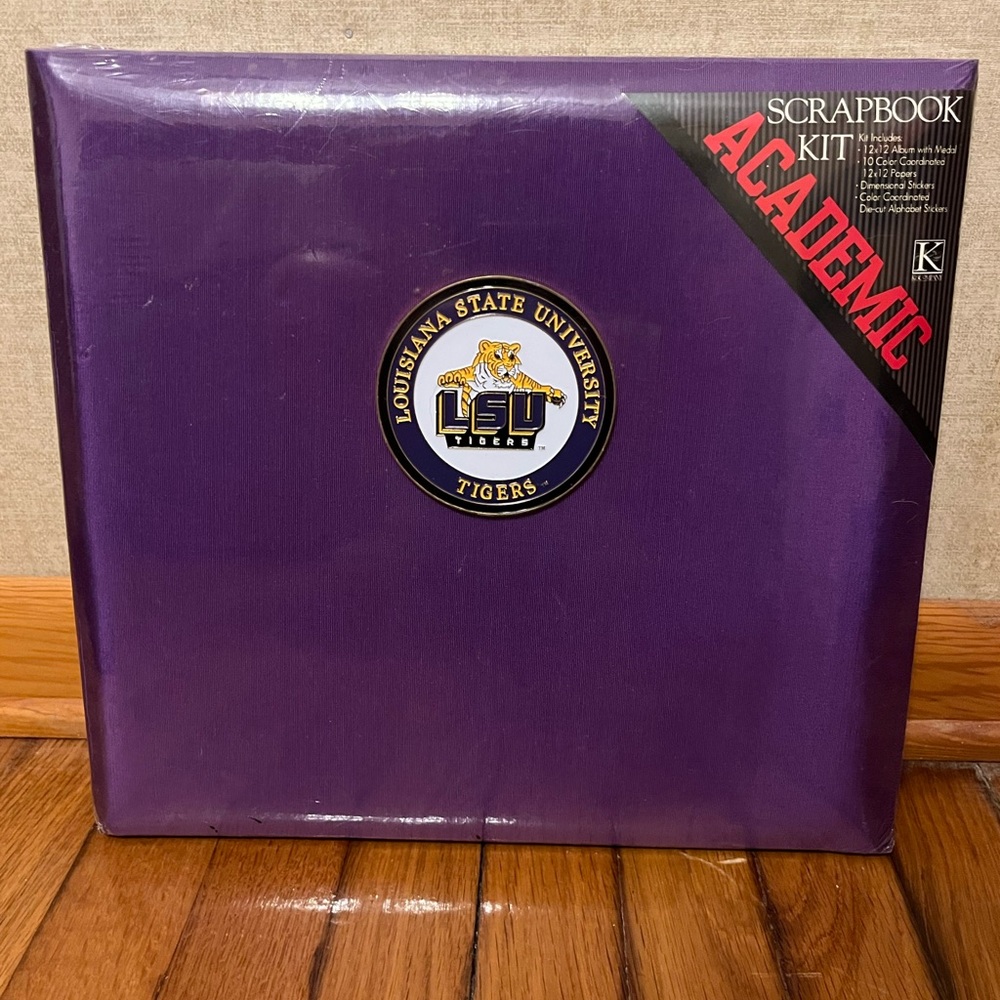 SCRAPBOOK
KIT
ACADEMIC
Kit Includes:
· 12x12 Album with Medal
· 10 Color Coordinated
12x12 Papers
· Dimensional Stickers
· Color Coordinated
Die-cut Alphabet Stickers
K
LOUISIANA STATE UNIVERSITY
LSU
TIGERS
TM
TIGERS